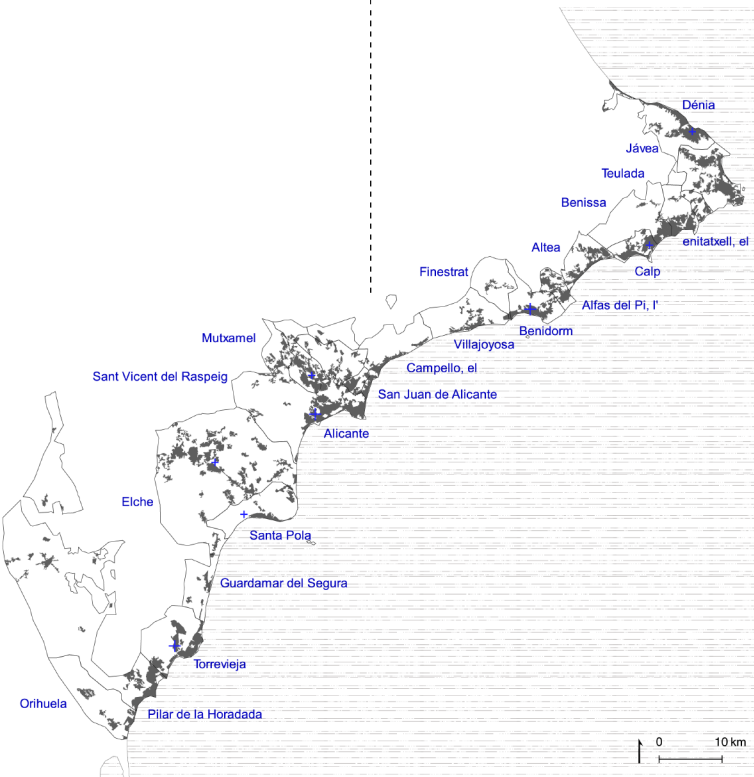 Dénia
Jávea
Teulada
Benissa
enitatxell, el
Altea
Calp
Finestrat
Alfas del Pi, l'
Benidorm
Mutxamel
Villajoyosa
Campello, el
Sant Vicent del Raspeig
San Juan de Alicante
Alicante
Elche
Santa Pola
Guardamar del Segura
Torrevieja
Orihuela
Pilar de la Horadada
0 10 km